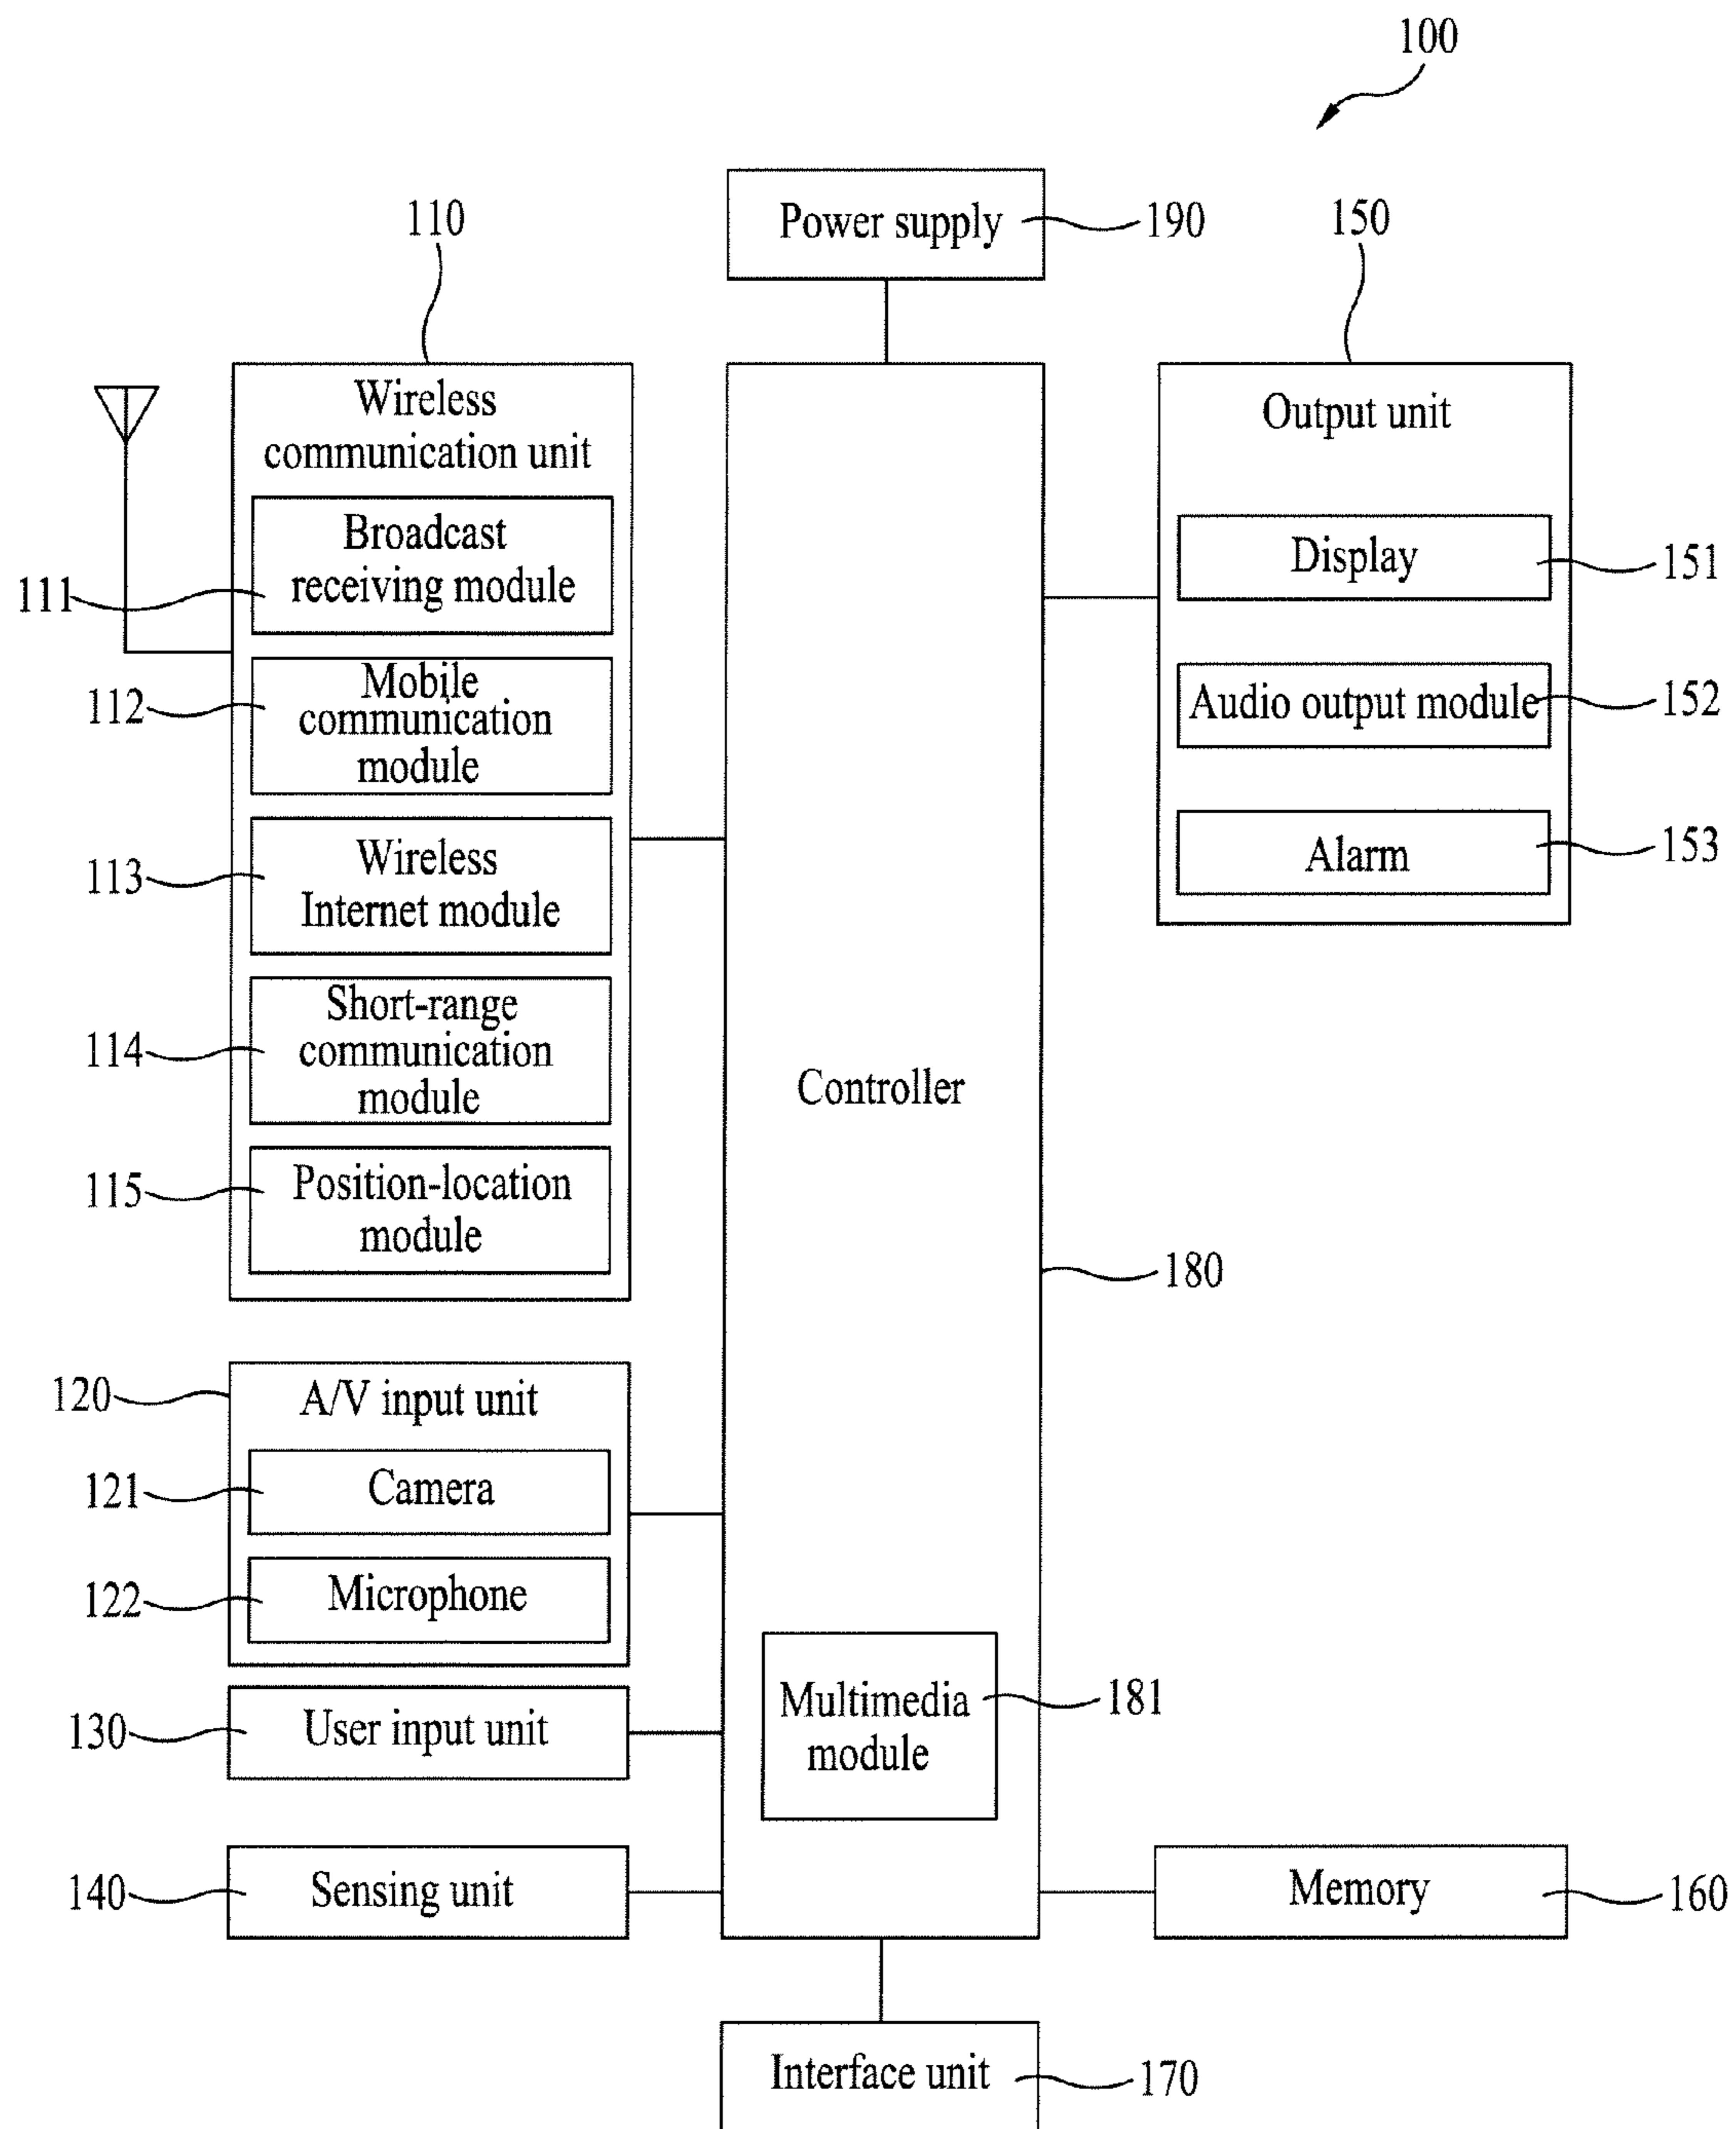 100
Power supply
190
110
150
Wireless
communication unit
Broadcast
receiving module
111
Mobile
communication
module
112
Wireless
Internet module
113
Short-range
communication
module
114
Position-location
module
115
Output unit
Display
151
Audio output module
152
Alarm
153
Controller
180
120
A/V input unit
121
Camera
122
Microphone
130
User input unit
Multimedia
module
181
140
Sensing unit
Memory
160
Interface unit
170